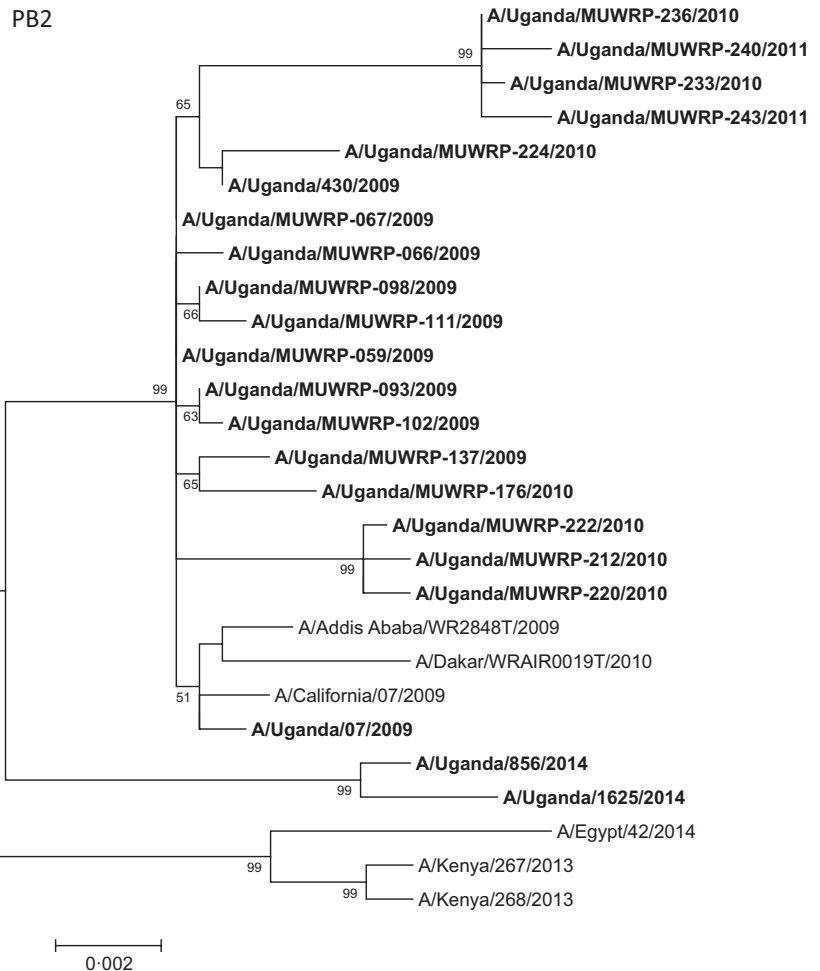 PB2
A/Uganda/MUWRP-236/2010
99
A/Uganda/MUWRP-240/2011
A/Uganda/MUWRP-233/2010
65
A/Uganda/MUWRP-243/2011
A/Uganda/MUWRP-224/2010
A/Uganda/430/2009
A/Uganda/MUWRP-067/2009
A/Uganda/MUWRP-066/2009
A/Uganda/MUWRP-098/2009
66
A/Uganda/MUWRP-111/2009
A/Uganda/MUWRP-059/2009
99
A/Uganda/MUWRP-093/2009
63
A/Uganda/MUWRP-102/2009
A/Uganda/MUWRP-137/2009
65
A/Uganda/MUWRP-176/2010
A/Uganda/MUWRP-222/2010
A/Uganda/MUWRP-212/2010
99
A/Uganda/MUWRP-220/2010
A/Addis Ababa/WR2848T/2009
A/Dakar/WRAIR0019T/2010
51
A/California/07/2009
A/Uganda/07/2009
A/Uganda/856/2014
99
A/Uganda/1625/2014
A/Egypt/42/2014
99
A/Kenya/267/2013
99
A/Kenya/268/2013
0·002